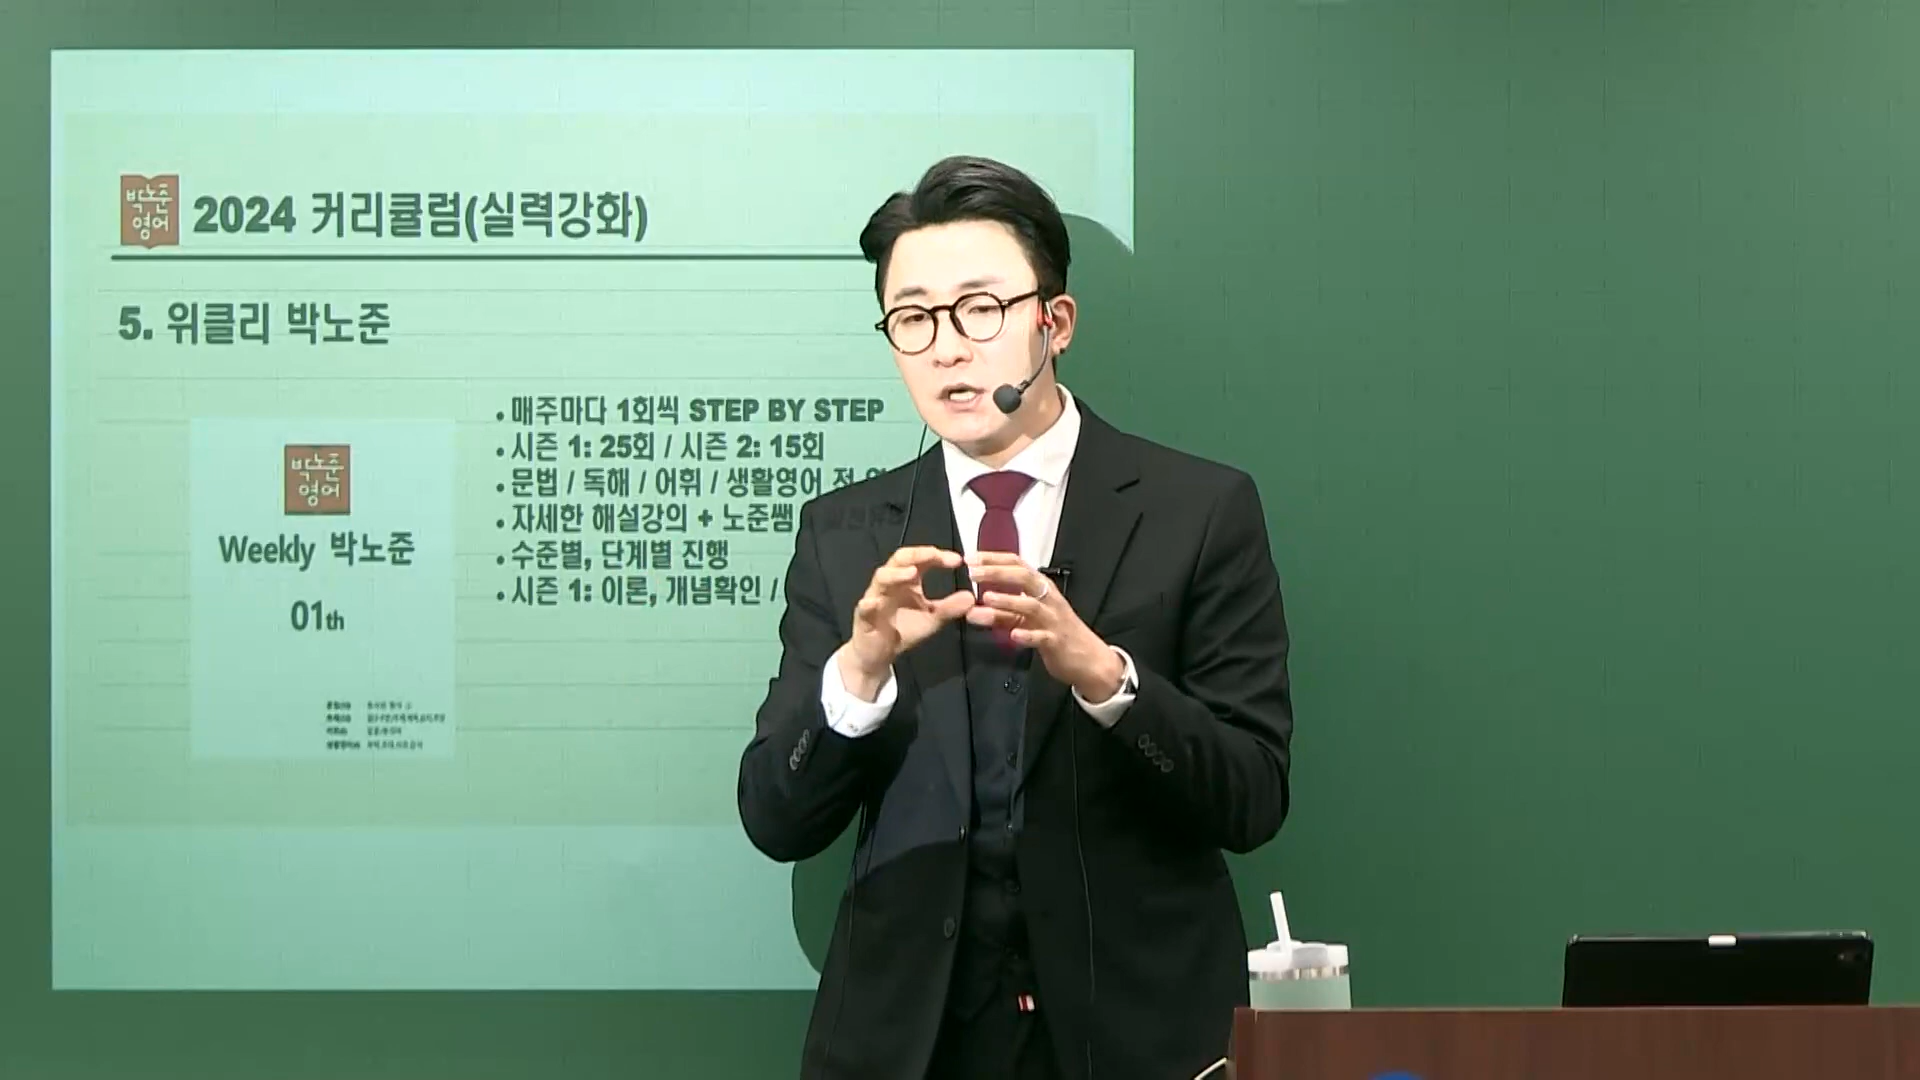 박노준
영어
2024 커리큘럼(실력강화)
5. 위클리 박노준
• 매주마다 1회씩 STEP BY STEP
• 시즌 1: 25회 / 시즌 2: 15회
• 문법 / 독해 / 어휘 / 생활영어 전
• 자세한 해설강의 + 노준쌤
• 수준별, 단계별 진행
• 시즌 1: 이론, 개념확인 /
박노준
영어
Weekly 박노준
01th